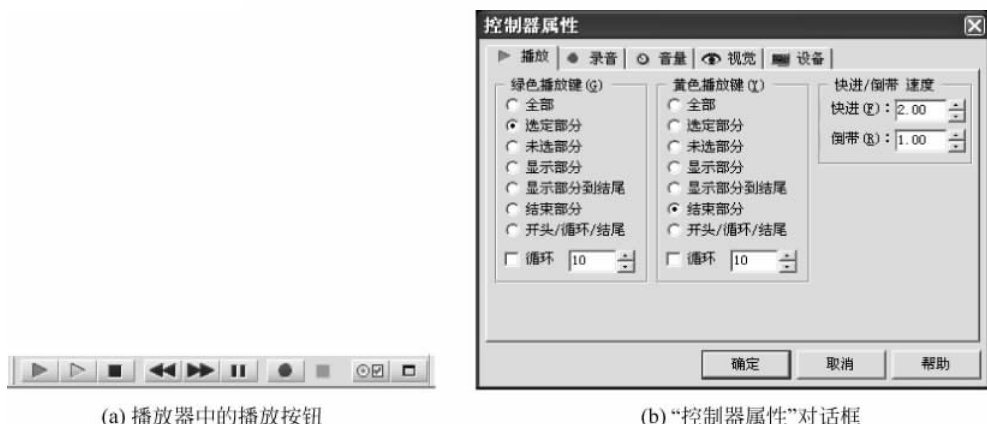 控制器属性
播放 录音 音量 视觉 设备
绿色播放键(G)
全部
选定部分
未选部分
显示部分
显示部分到结尾
结束部分
开头/循环/结尾
循环 10
黄色播放键(Y)
全部
选定部分
未选部分
显示部分
显示部分到结尾
结束部分
开头/循环/结尾
循环 10
快进/倒带 速度
快进(F): 2.00
倒带(R): 1.00
确定 取消 帮助
(a) 播放器中的播放按钮
(b) “控制器属性”对话框